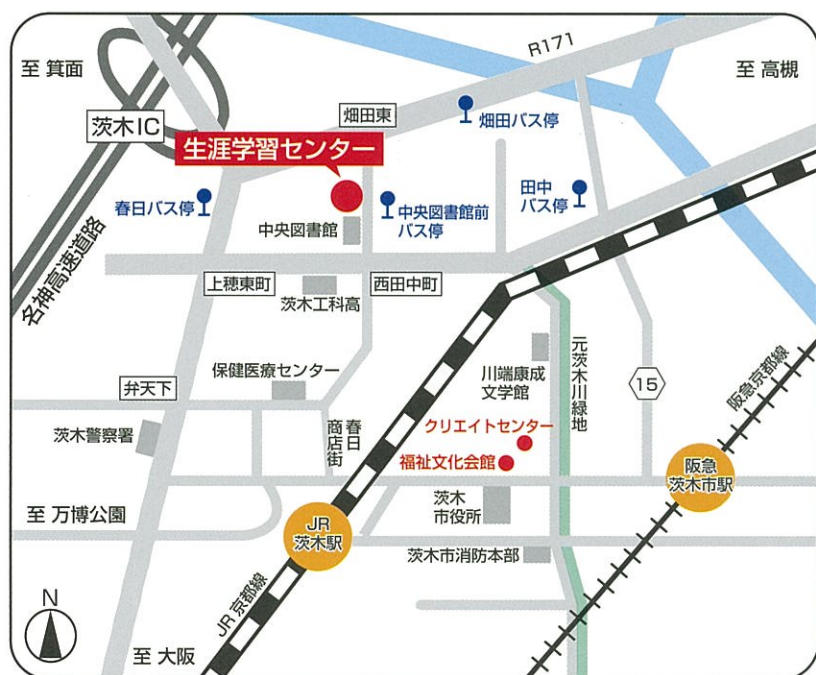 R171
至 箕面
至 高槻
茨木IC
畑田東
畑田バス停
生涯学習センター
春日バス停
中央図書館前
バス停
田中
バス停
中央図書館
名神高速道路
上穂東町
西田中町
茨木工科高
保健医療センター
川端康成
文学館
元茨木川緑地
15
阪急京都線
弁天下
茨木警察署
春日
商店街
クリエイトセンター
福祉文化会館
阪急
茨木市駅
至 万博公園
茨木
市役所
JR
茨木駅
茨木市消防本部
N
JR 京都線
至 大阪